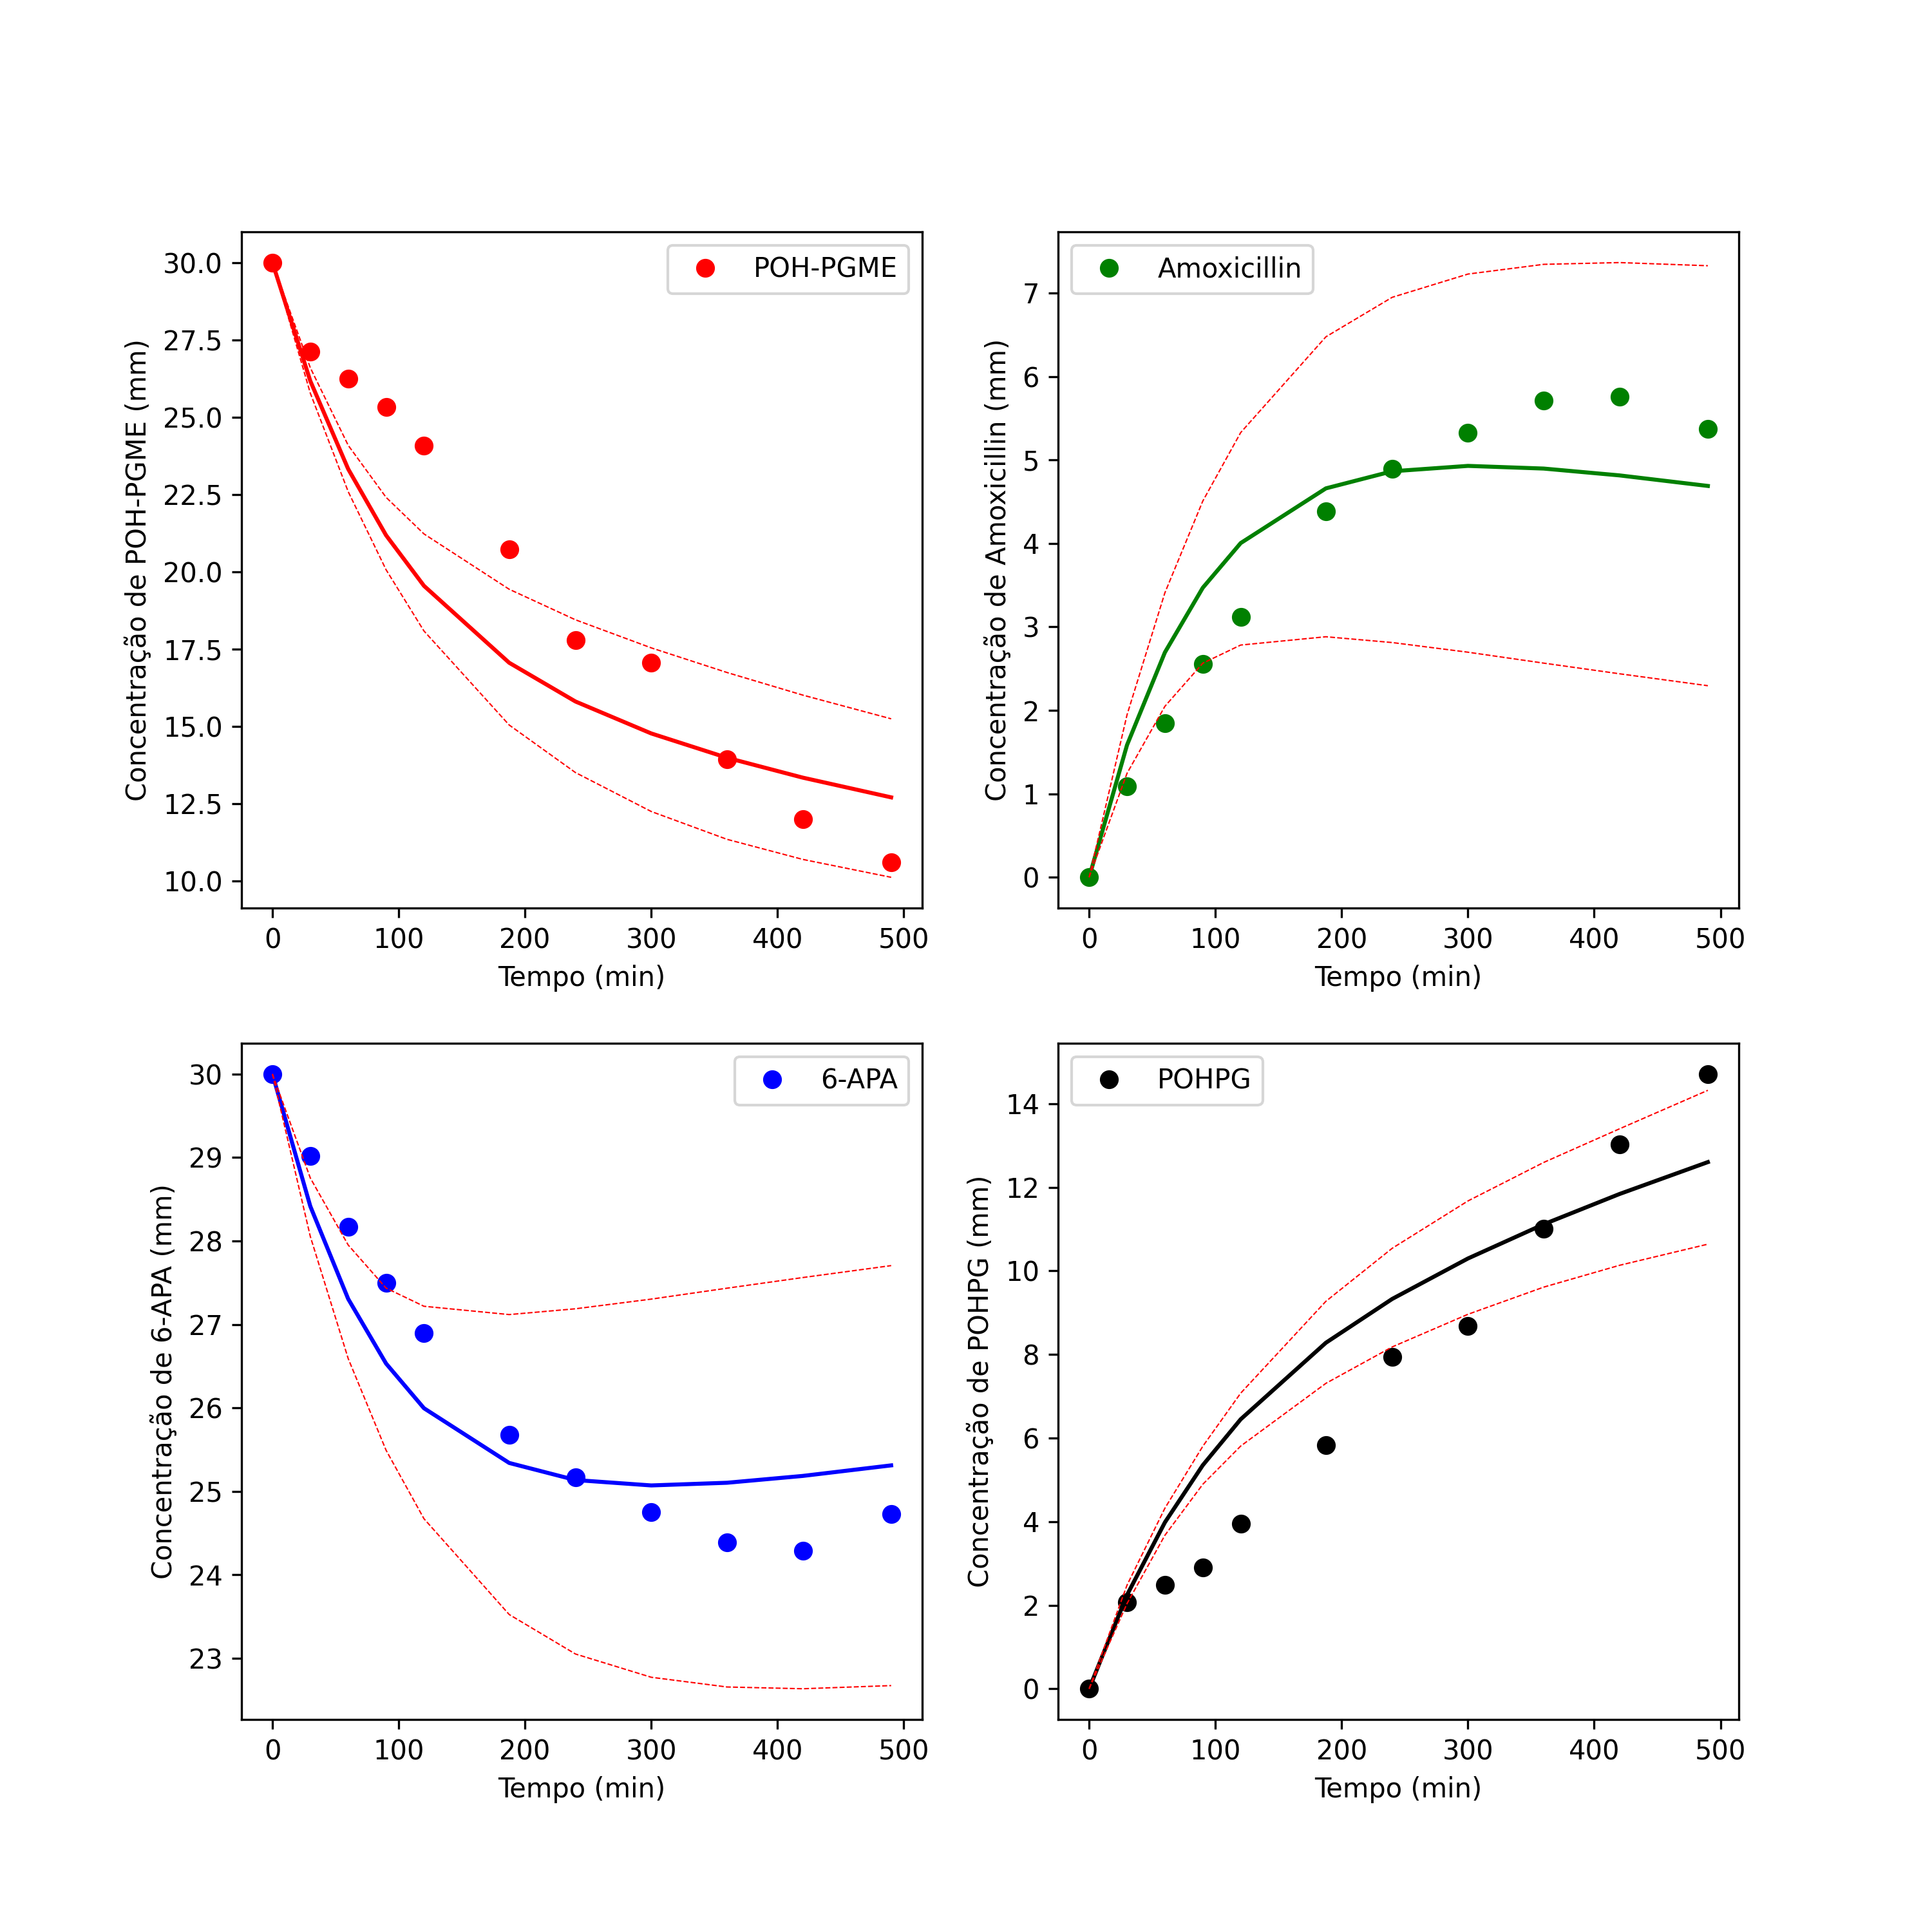 POH-PGME
30.0
27.5
25.0
22.5
20.0
17.5
15.0
12.5
10.0
Concentração de POH-PGME (mm)
0 100 200 300 400 500
Tempo (min)
Amoxicillin
7
6
5
4
3
2
1
0
Concentração de Amoxicillin (mm)
0 100 200 300 400 500
Tempo (min)
6-APA
30
29
28
27
26
25
24
23
Concentração de 6-APA (mm)
0 100 200 300 400 500
Tempo (min)
POHPG
14
12
10
8
6
4
2
0
Concentração de POHPG (mm)
0 100 200 300 400 500
Tempo (min)